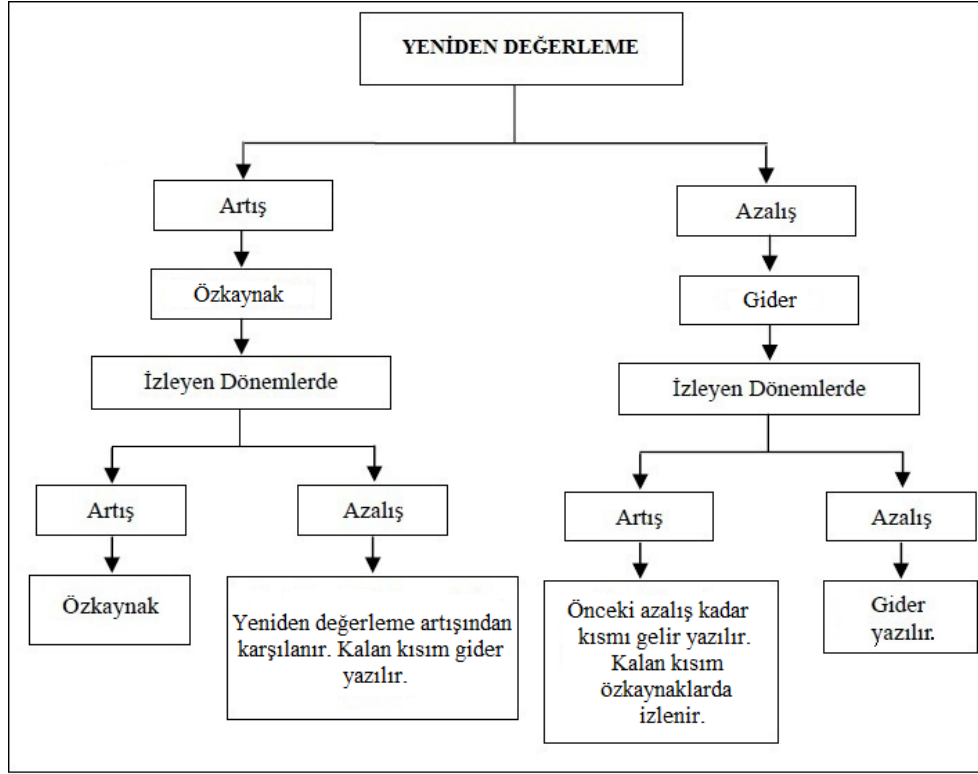 YENİDEN DEĞERLEME
Artış
Azalış
Özkaynak
Gider
İzleyen Dönemlerde
İzleyen Dönemlerde
Artış
Azalış
Artış
Azalış
Özkaynak
Yeniden değerleme artışından
karşılanır. Kalan kısım gider
yazılır.
Önceki azalış kadar
kısmı gelir yazılır.
Kalan kısım
özkaynaklarda
izlenir.
Gider
yazılır.